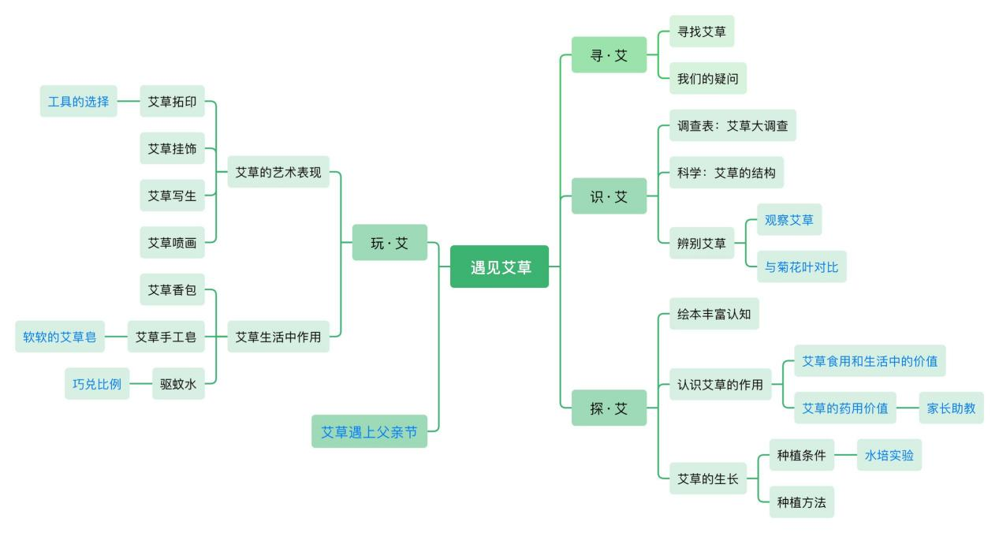 遇见艾草
寻·艾
寻找艾草
我们的疑问
识·艾
调查表：艾草大调查
科学：艾草的结构
辨别艾草
观察艾草
与菊花叶对比
探·艾
绘本丰富认知
认识艾草的作用
艾草食用和生活中的价值
艾草的药用价值
家长助教
艾草的生长
种植条件
水培实验
种植方法
玩·艾
艾草的艺术表现
艾草拓印
工具的选择
艾草挂饰
艾草写生
艾草喷画
艾草生活中作用
艾草香包
艾草手工皂
软软的艾草皂
驱蚊水
巧兑比例
艾草遇上父亲节